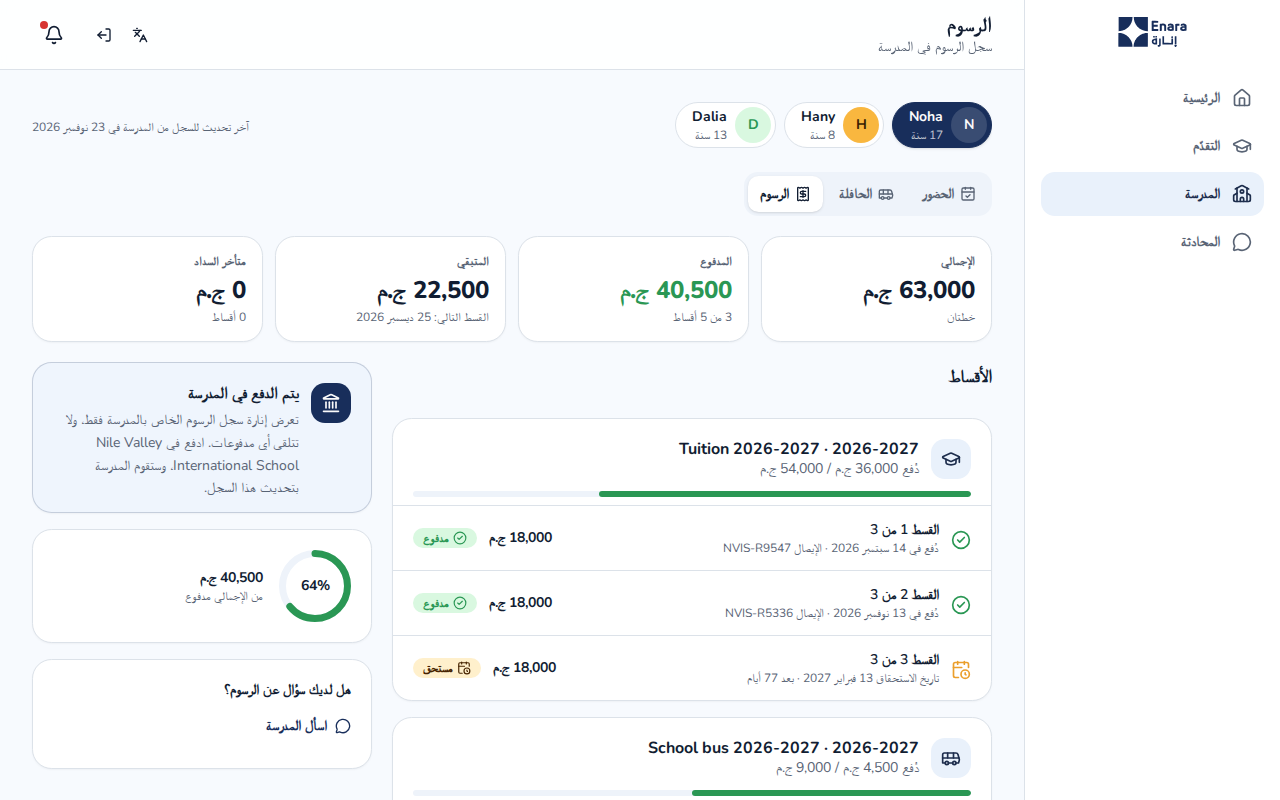 Enara
إنارة
الرئيسية
التقدّم
المدرسة
المحادثة
الرسوم
سجل الرسوم في المدرسة
N
Noha
17 سنة
H
Hany
8 سنة
D
Dalia
13 سنة
آخر تحديث للسجل من المدرسة في 23 نوفمبر 2026
الحضور
الحافلة
الرسوم
الإجمالي
63,000 ج.م
خطتان
المدفوع
40,500 ج.م
3 من 5 أقساط
المتبقي
22,500 ج.م
القسط التالي: 25 ديسمبر 2026
متأخر السداد
0 ج.م
0 أقساط
الأقساط
Tuition 2026-2027 · 2026-2027
دُفع 36,000 ج.م / 54,000 ج.م
القسط 1 من 3
دُفع في 14 سبتمبر 2026 · الإيصال NVIS-R9547
18,000 ج.م
مدفوع
القسط 2 من 3
دُفع في 13 نوفمبر 2026 · الإيصال NVIS-R5336
18,000 ج.م
مدفوع
القسط 3 من 3
تاريخ الاستحقاق 13 فبراير 2027 · بعد 77 أيام
18,000 ج.م
مستحق
School bus 2026-2027 · 2026-2027
دُفع 4,500 ج.م / 9,000 ج.م
يتم الدفع في المدرسة
تعرض إنارة سجل الرسوم الخاص بالمدرسة فقط. ولا
تتلقى أي مدفوعات. ادفع في Nile Valley
International School. وستقوم المدرسة
بتحديث هذا السجل.
64%
40,500 ج.م
من الإجمالي مدفوع
هل لديك سؤال عن الرسوم؟
اسأل المدرسة